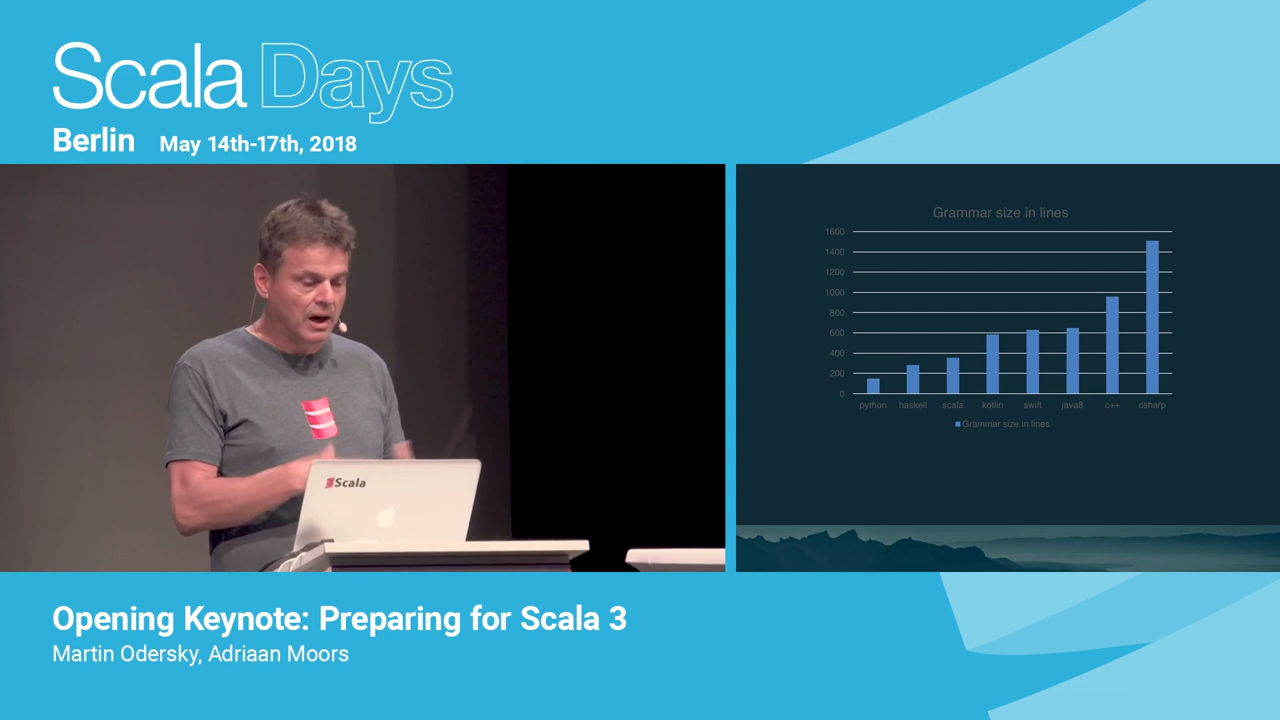 Scala Days
Berlin May 14th-17th, 2018
Scala
Grammar size in lines
1600
1400
1200
1000
800
600
400
200
0
python haskell scala kotlin swift java8 c++ csharp
Grammar size in lines
Opening Keynote: Preparing for Scala 3
Martin Odersky, Adriaan Moors